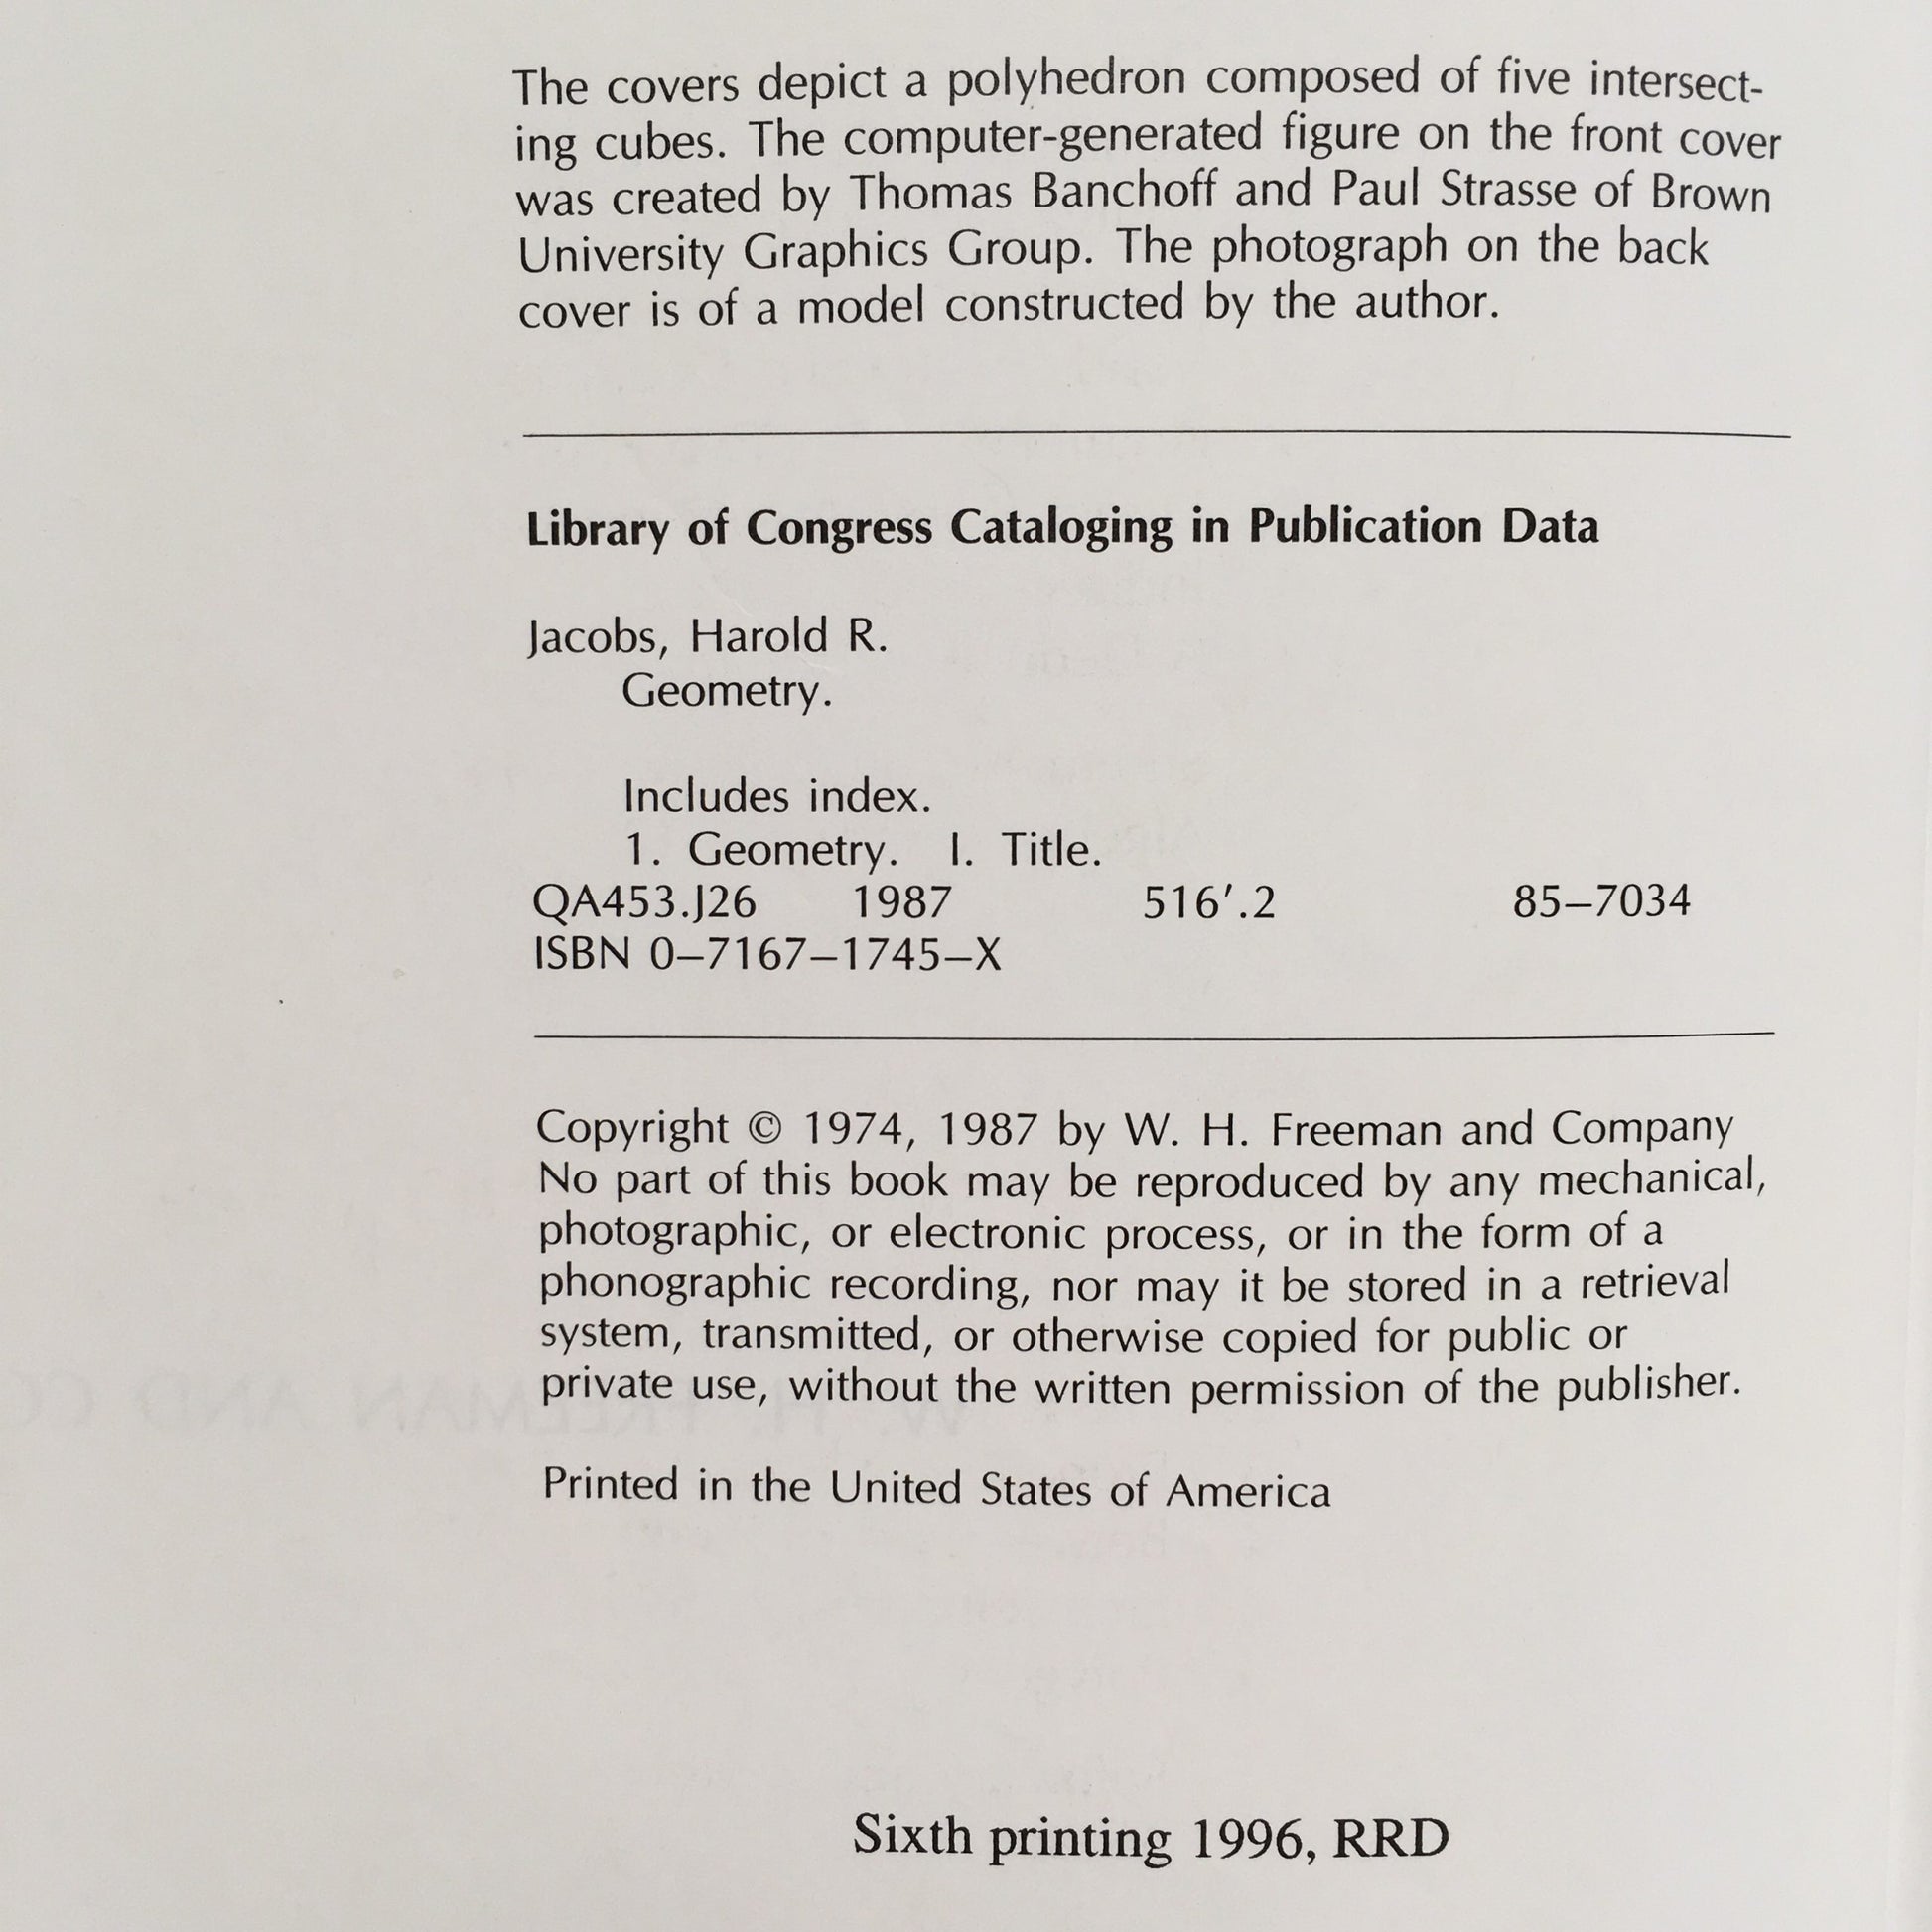 The covers depict a polyhedron composed of five intersect-
ing cubes. The computer-generated figure on the front cover
was created by Thomas Banchoff and Paul Strasse of Brown
University Graphics Group. The photograph on the back
cover is of a model constructed by the author.
Library of Congress Cataloging in Publication Data
Jacobs, Harold R.
Geometry.
Includes index.
1. Geometry. I. Title.
QA453.J26 1987 516′.2 85–7034
ISBN 0–7167–1745–X
Copyright © 1974, 1987 by W. H. Freeman and Company
No part of this book may be reproduced by any mechanical,
photographic, or electronic process, or in the form of a
phonographic recording, nor may it be stored in a retrieval
system, transmitted, or otherwise copied for public or
private use, without the written permission of the publisher.
Printed in the United States of America
Sixth printing 1996, RRD